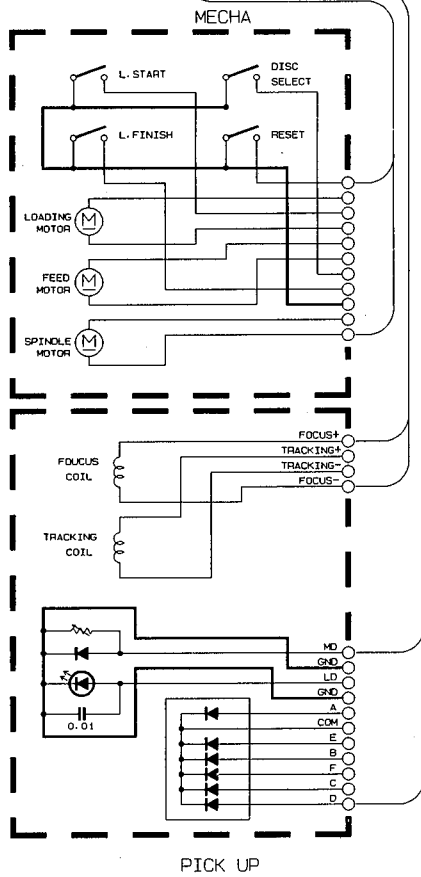 MECHA
L. START
DISC
SELECT
L. FINISH
RESET
LOADING
MOTOR
M
FEED
MOTOR
M
SPINDLE
MOTOR
M
FOCUS+
TRACKING+
TRACKING-
FOCUS-
FOUCUS
COIL
TRACKING
COIL
MD
GND
LD
GND
0.01
A
COM
E
B
F
C
D
PICK UP